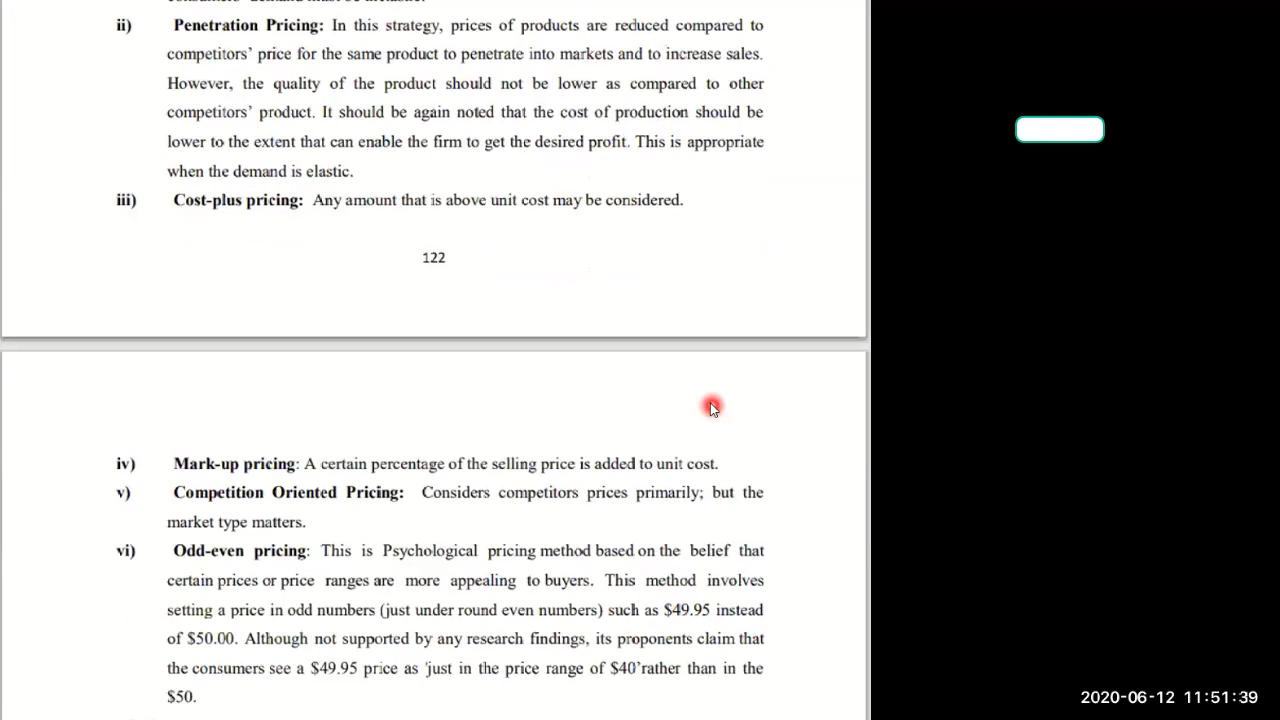 ii) Penetration Pricing: In this strategy, prices of products are reduced compared to
competitors' price for the same product to penetrate into markets and to increase sales.
However, the quality of the product should not be lower as compared to other
competitors' product. It should be again noted that the cost of production should be
lower to the extent that can enable the firm to get the desired profit. This is appropriate
when the demand is elastic.
iii) Cost-plus pricing: Any amount that is above unit cost may be considered.
122
iv) Mark-up pricing: A certain percentage of the selling price is added to unit cost.
v) Competition Oriented Pricing: Considers competitors prices primarily; but the
market type matters.
vi) Odd-even pricing: This is Psychological pricing method based on the belief that
certain prices or price ranges are more appealing to buyers. This method involves
setting a price in odd numbers (just under round even numbers) such as $49.95 instead
of $50.00. Although not supported by any research findings, its proponents claim that
the consumers see a $49.95 price as 'just in the price range of $40'rather than in the
$50.
2020-06-12 11:51:39